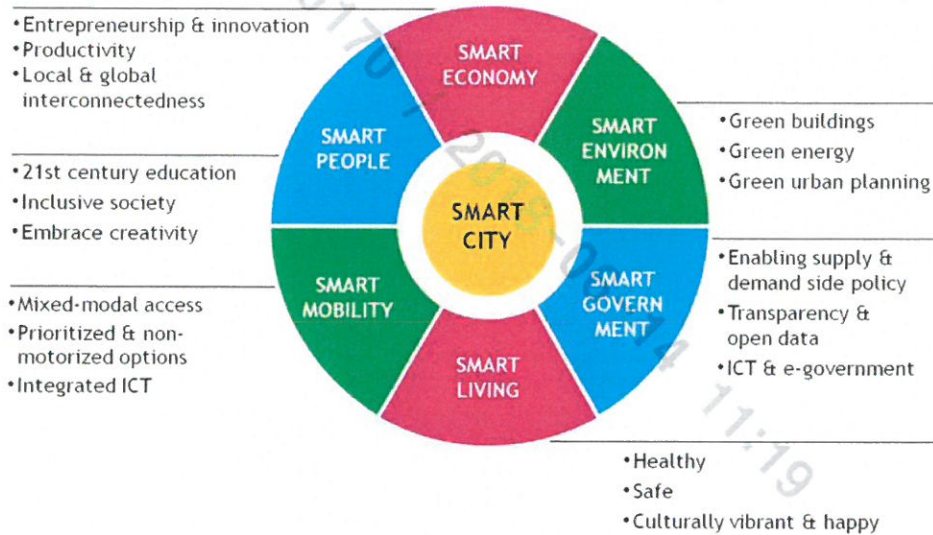 •Entrepreneurship & innovation
•Productivity
•Local & global
interconnectedness
SMART
ECONOMY
SMART
PEOPLE
SMART
ENVIRON
MENT
•Green buildings
•Green energy
•Green urban planning
•21st century education
•Inclusive society
•Embrace creativity
SMART
CITY
•Mixed-modal access
•Prioritized & non-
motorized options
•Integrated ICT
SMART
MOBILITY
SMART
GOVERN
MENT
•Enabling supply &
demand side policy
•Transparency &
open data
•ICT & e-government
SMART
LIVING
•Healthy
•Safe
•Culturally vibrant & happy
11:19